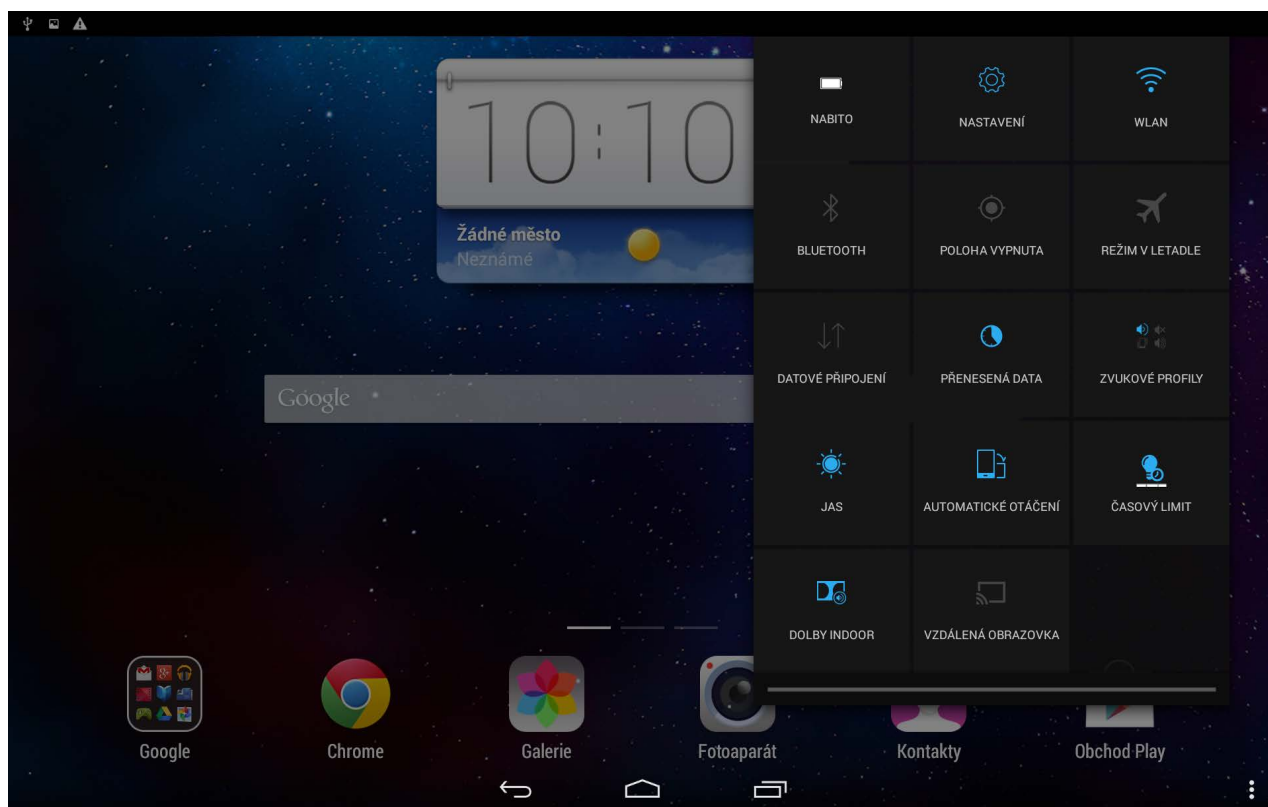 10:10
Žádné město
Neznámé
Google
NABITO
NASTAVENÍ
WLAN
BLUETOOTH
POLOHA VYPNUTA
REŽIM V LETADLE
DATOVÉ PŘIPOJENÍ
PŘENESENÁ DATA
ZVUKOVÉ PROFILY
JAS
AUTOMATICKÉ OTÁČENÍ
ČASOVÝ LIMIT
DOLBY INDOOR
VZDÁLENÁ OBRAZOVKA
Google
Chrome
Galerie
Fotoaparát
Kontakty
Obchod Play